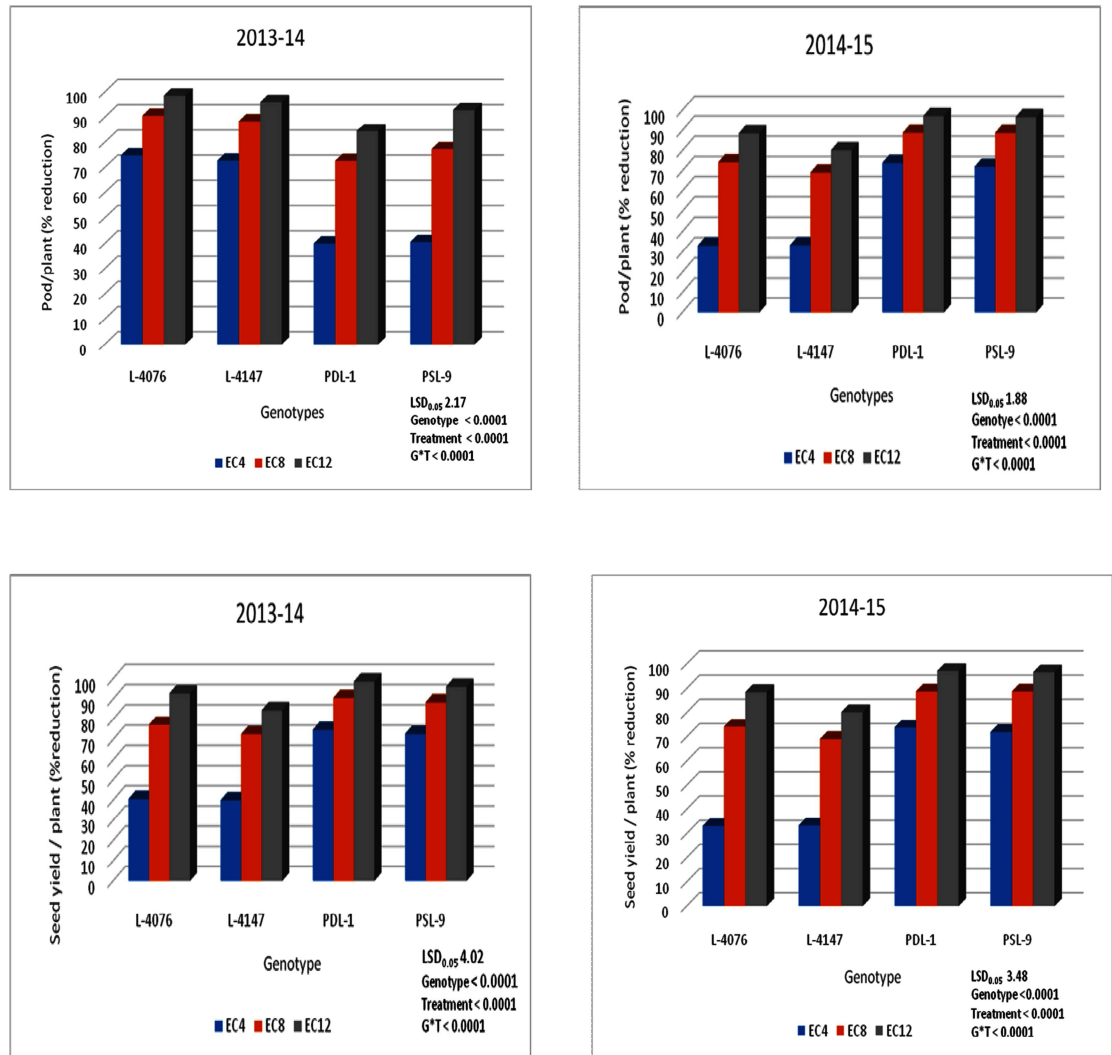 2013-14
Pod/plant (% reduction)
100
90
80
70
60
50
40
30
20
10
0
L-4076 L-4147 PDL-1 PSL-9
Genotypes
LSD0.05 2.17
Genotype < 0.0001
Treatment < 0.0001
G*T < 0.0001
EC4 EC8 EC12
2014-15
Pod/plant (% reduction)
100
90
80
70
60
50
40
30
20
10
0
L-4076 L-4147 PDL-1 PSL-9
Genotypes
LSD0.05 1.88
Genotye < 0.0001
Treatment < 0.0001
G*T < 0.0001
EC4 EC8 EC12
2013-14
Seed yield / plant (%reduction)
100
90
80
70
60
50
40
30
20
10
0
L-4076 L-4147 PDL-1 PSL-9
Genotype
LSD0.05 4.02
Genotype < 0.0001
Treatment < 0.0001
G*T < 0.0001
EC4 EC8 EC12
2014-15
Seed yield / plant (% reduction)
100
90
80
70
60
50
40
30
20
10
0
L-4076 L-4147 PDL-1 PSL-9
Genotype
LSD0.05 3.48
Genotype <0.0001
Treatment < 0.0001
G*T < 0.0001
EC4 EC8 EC12